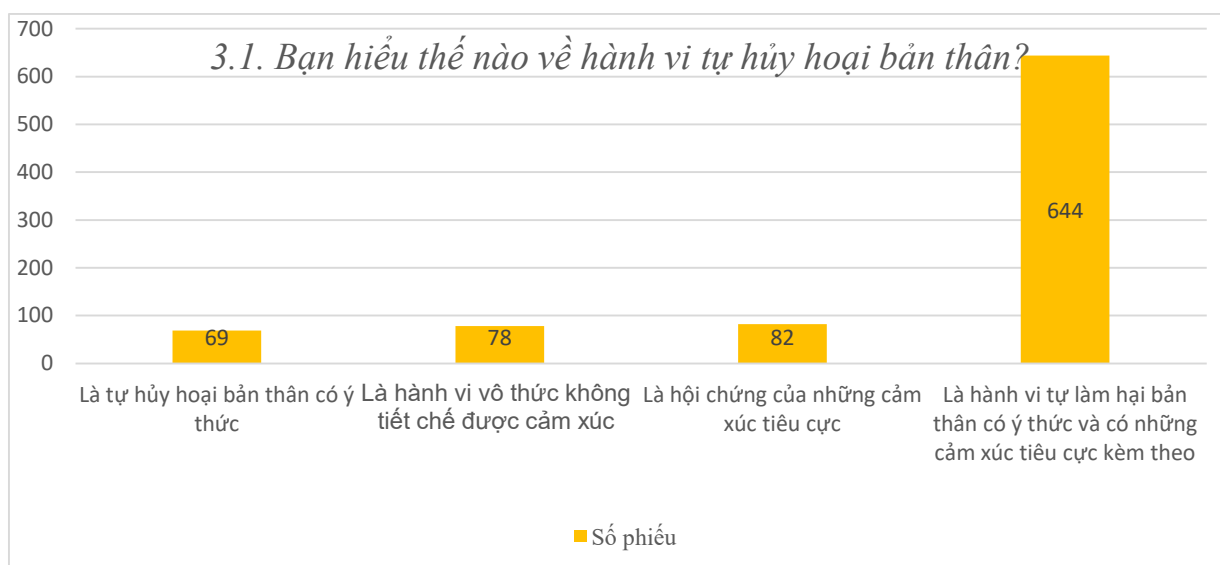 700
3.1. Bạn hiểu thế nào về hành vi tự hủy hoại bản thân?
600
500
400
300
200
100
0
644
69
78
82
Là tự hủy hoại bản thân có ý
thức
Là hành vi vô thức không
tiết chế được cảm xúc
Là hội chứng của những cảm
xúc tiêu cực
Là hành vi tự làm hại bản
thân có ý thức và có những
cảm xúc tiêu cực kèm theo
Số phiếu